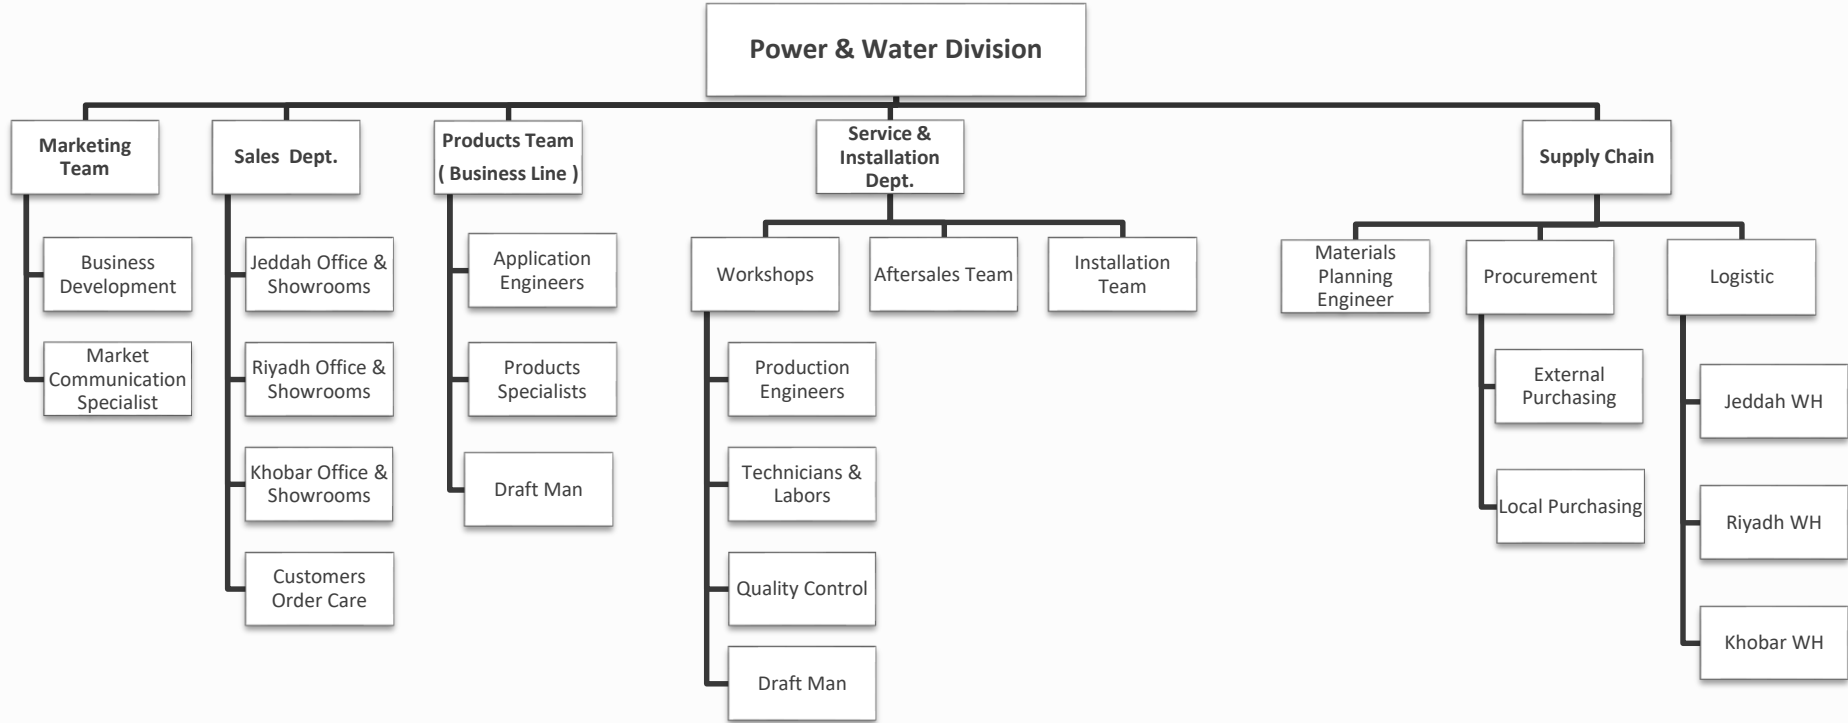 Power & Water Division
Marketing
Team
Sales Dept.
Products Team
( Business Line )
Service &
Installation
Dept.
Supply Chain
Business
Development
Market
Communication
Specialist
Jeddah Office &
Showrooms
Riyadh Office &
Showrooms
Khobar Office &
Showrooms
Customers
Order Care
Application
Engineers
Products
Specialists
Draft Man
Workshops
Aftersales Team
Installation
Team
Production
Engineers
Technicians &
Labors
Quality Control
Draft Man
Materials
Planning
Engineer
Procurement
Logistic
External
Purchasing
Local Purchasing
Jeddah WH
Riyadh WH
Khobar WH